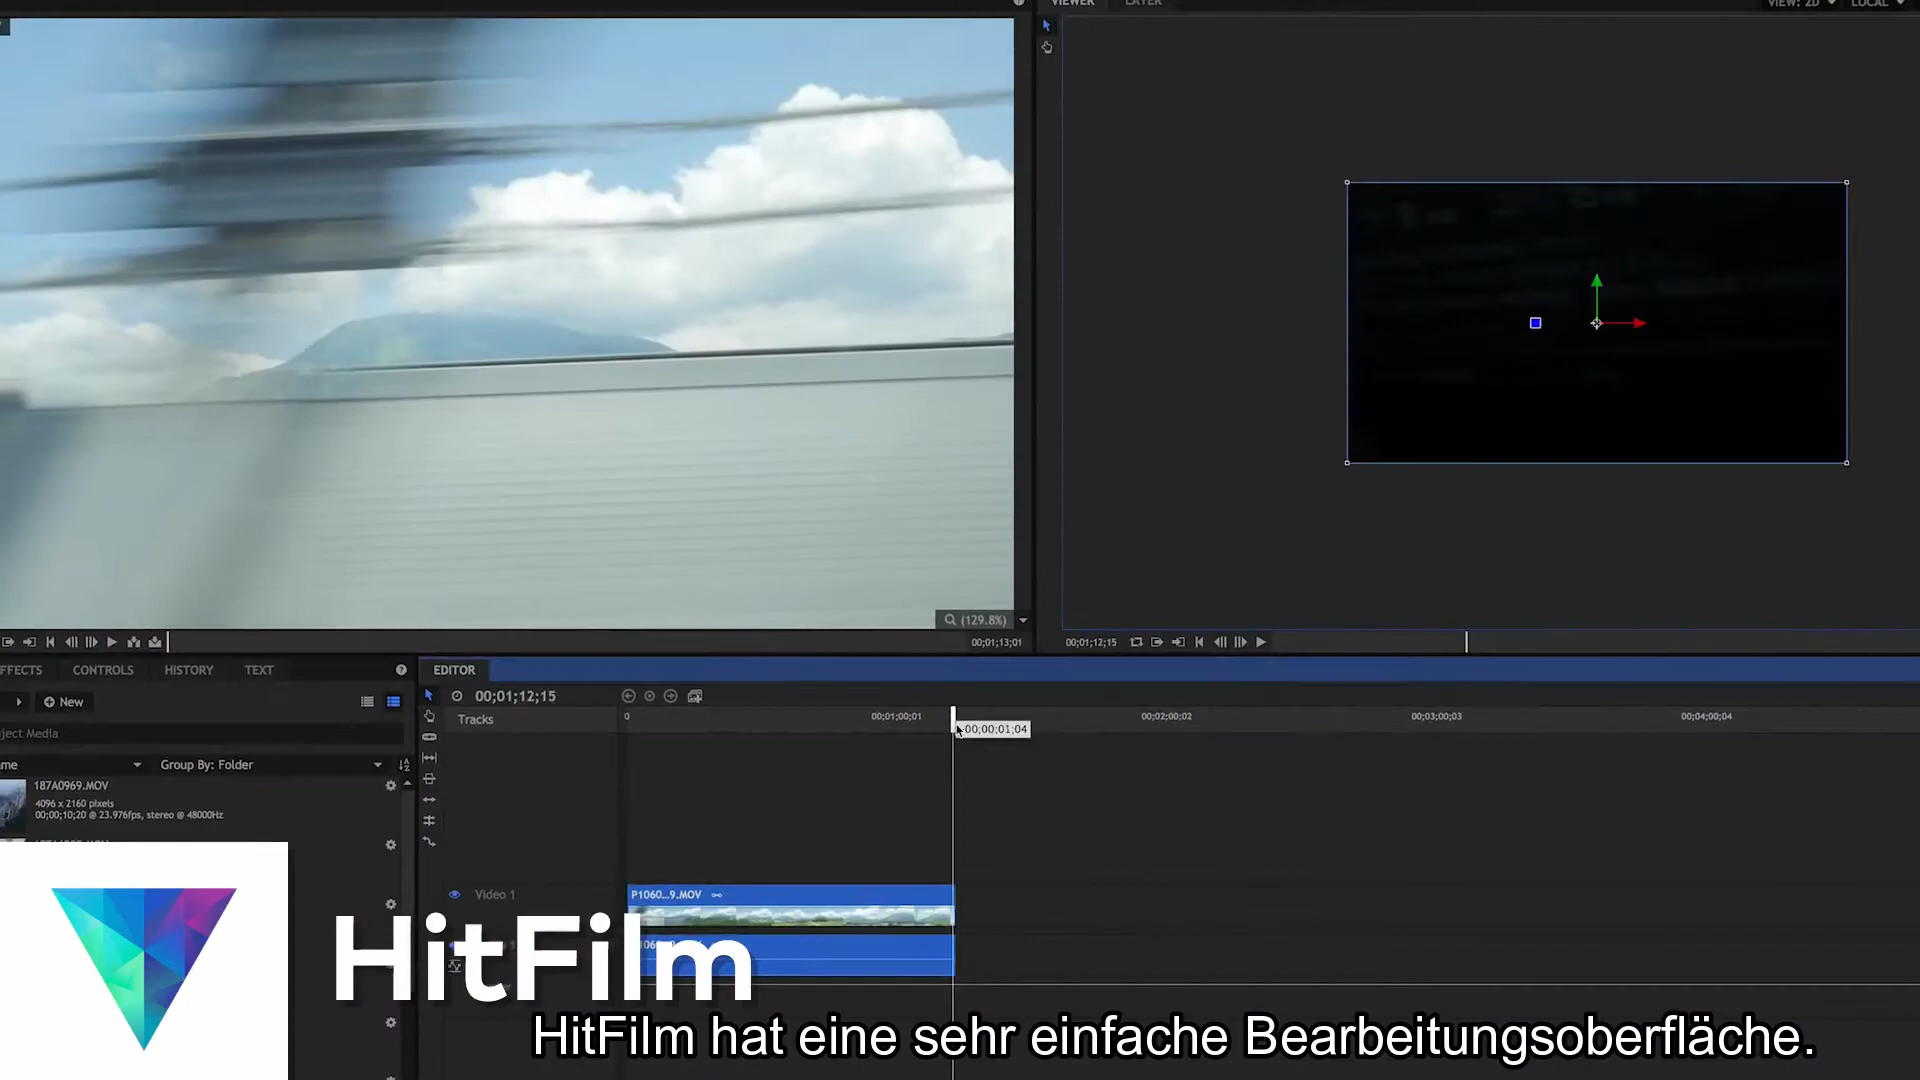 VIEWER LAYER VIEW: 2D LOCAL
(129.8%)
00;01;13;01
00;01;12;15
EFFECTS CONTROLS HISTORY TEXT
EDITOR
New
00;01;12;15
Tracks
0 00;01;00;01 00;02;00;02 00;03;00;03 00;04;00;04
-00;00;01;04
ject Media
me Group By: Folder
187A0969.MOV
4096 x 2160 pixels
00;00;10;20 @ 23.976fps, stereo @ 48000Hz
Video 1
P1060...9.MOV
HitFilm
HitFilm hat eine sehr einfache Bearbeitungsoberfläche.